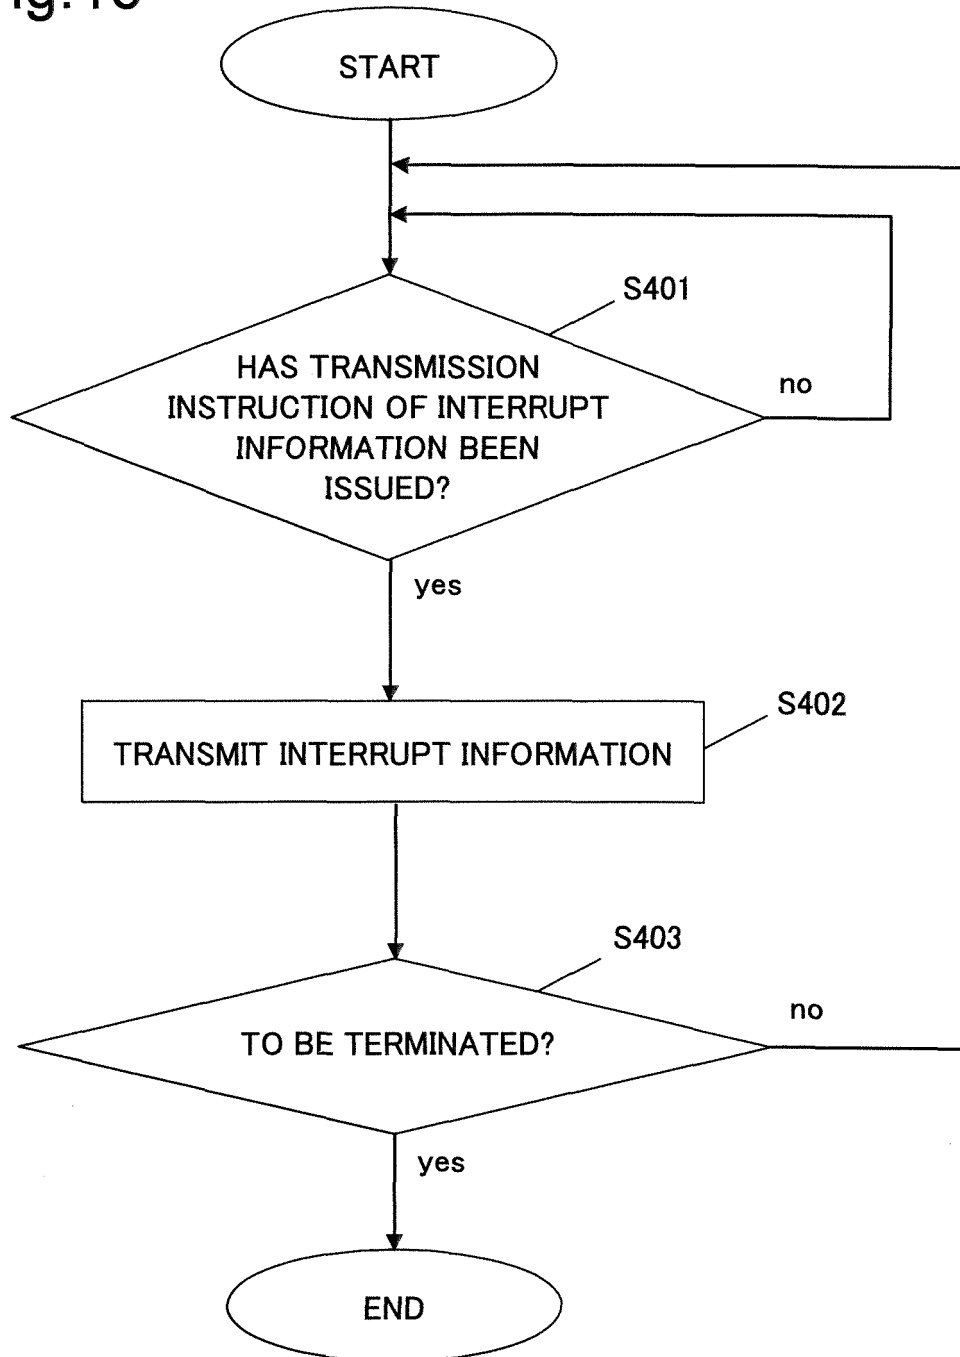 START
S401
HAS TRANSMISSION
INSTRUCTION OF INTERRUPT
INFORMATION BEEN
ISSUED?
no
yes
S402
TRANSMIT INTERRUPT INFORMATION
S403
TO BE TERMINATED?
no
yes
END